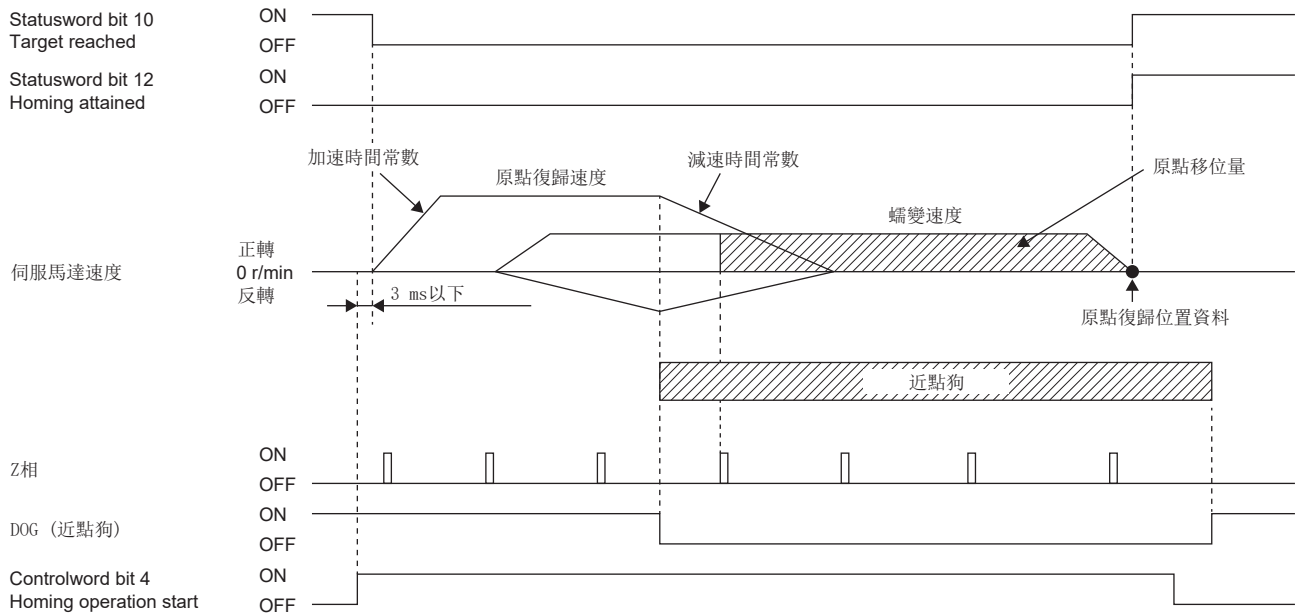 Statusword bit 10
Target reached
ON
OFF
Statusword bit 12
Homing attained
ON
OFF
加速時間常數
原點復歸速度
減速時間常數
蠕變速度
原點移位量
伺服馬達速度
正轉
0 r/min
反轉
3 ms以下
原點復歸位置資料
近點狗
Z相
ON
OFF
DOG (近點狗)
ON
OFF
Controlword bit 4
Homing operation start
ON
OFF